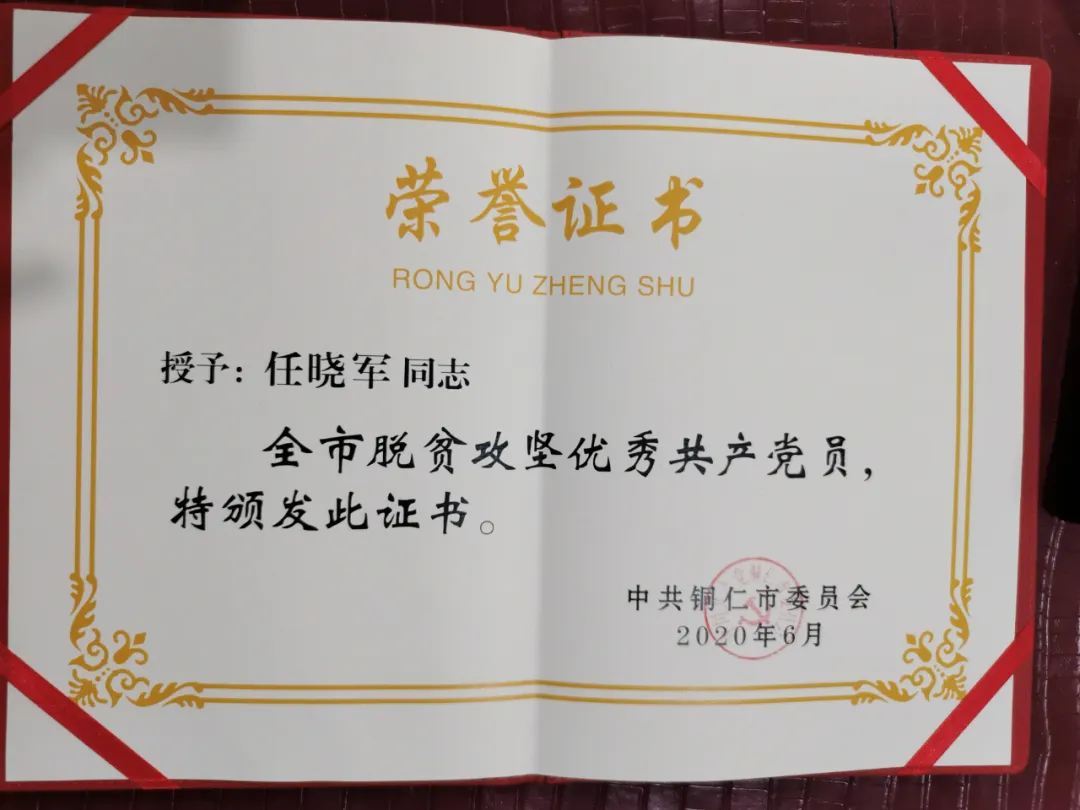 荣誉证书
RONG YU ZHENG SHU
授予：任晓军 同志
全市脱贫攻坚优秀共产党员，
特颁发此证书。
中共铜仁市委员会
2020年6月